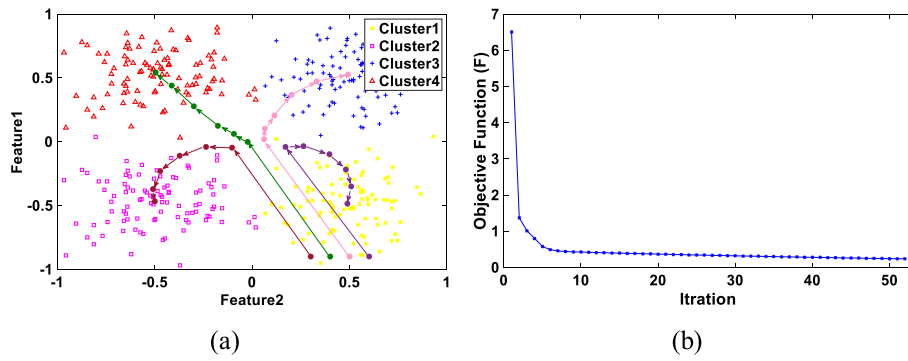 Cluster1
Cluster2
Cluster3
Cluster4
1
0.5
0
-0.5
-1
-1
-0.5
0
0.5
1
Feature1
Feature2
(a)
7
6
5
4
3
2
1
0
0
10
20
30
40
50
Objective Function (F)
Itration
(b)